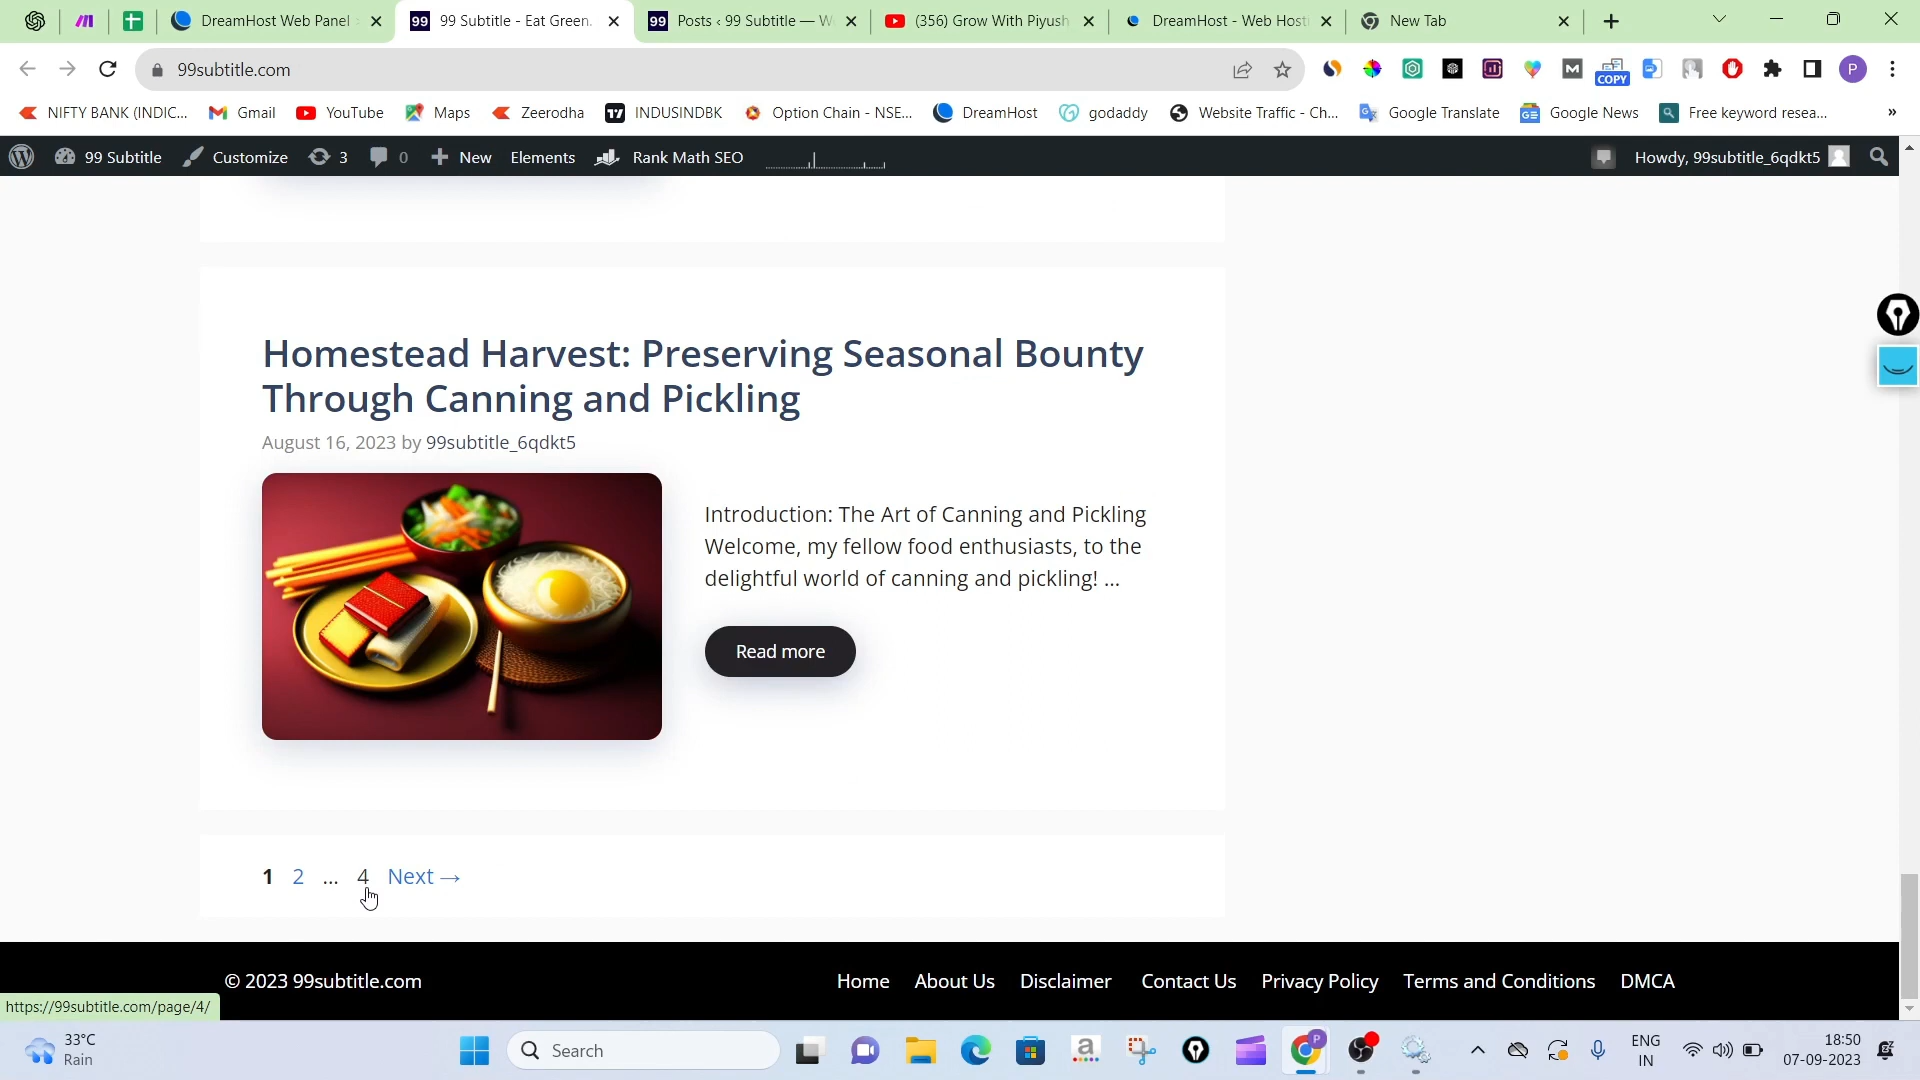 DreamHost Web Panel
99 Subtitle - Eat Green.
Posts ‹ 99 Subtitle — W
(356) Grow With Piyush
DreamHost - Web Hosti
New Tab
99subtitle.com
COPY
P
NIFTY BANK (INDIC...
Gmail
YouTube
Maps
Zeerodha
INDUSINDBK
Option Chain - NSE...
DreamHost
godaddy
Website Traffic - Ch...
Google Translate
Google News
Free keyword resea...
»
99 Subtitle
Customize
3
0
New
Elements
Rank Math SEO
Howdy, 99subtitle_6qdkt5
Homestead Harvest: Preserving Seasonal Bounty
Through Canning and Pickling
August 16, 2023 by 99subtitle_6qdkt5
Introduction: The Art of Canning and Pickling
Welcome, my fellow food enthusiasts, to the
delightful world of canning and pickling! ...
Read more
1 2 ... 4 Next →
© 2023 99subtitle.com
Home
About Us
Disclaimer
Contact Us
Privacy Policy
Terms and Conditions
DMCA
https://99subtitle.com/page/4/
33°C
Rain
Search
ENG
IN
18:50
07-09-2023